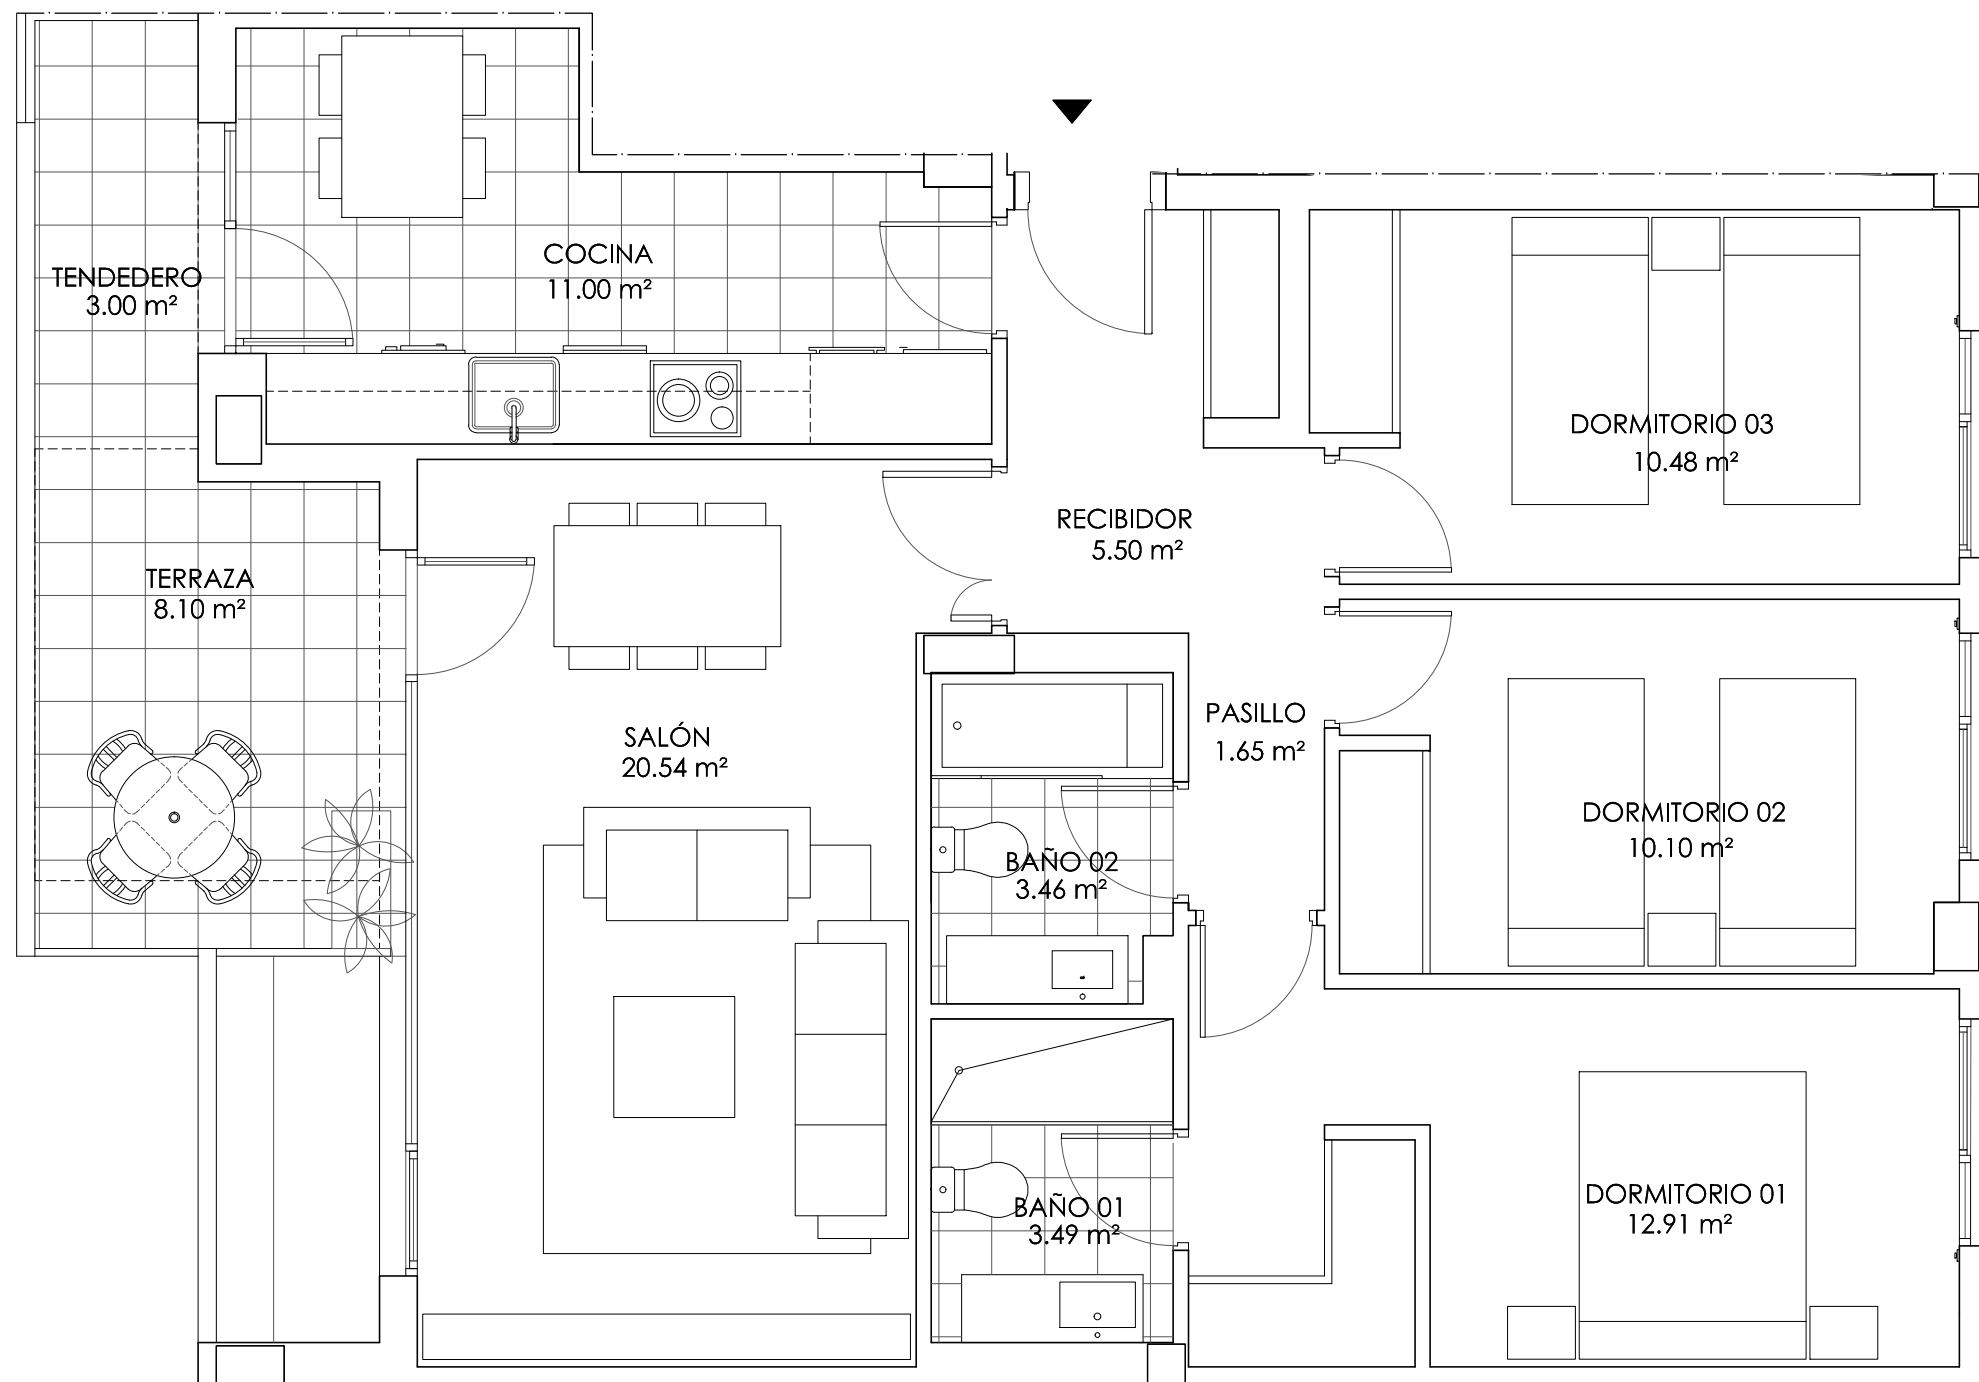 COCINA
11.00 m²
TENDEDERO
3.00 m²
DORMITORIO 03
10.48 m²
RECIBIDOR
5.50 m²
TERRAZA
8.10 m²
SALÓN
20.54 m²
PASILLO
1.65 m²
DORMITORIO 02
10.10 m²
BAÑO 02
3.46 m²
DORMITORIO 01
12.91 m²
BAÑO 01
3.49 m²